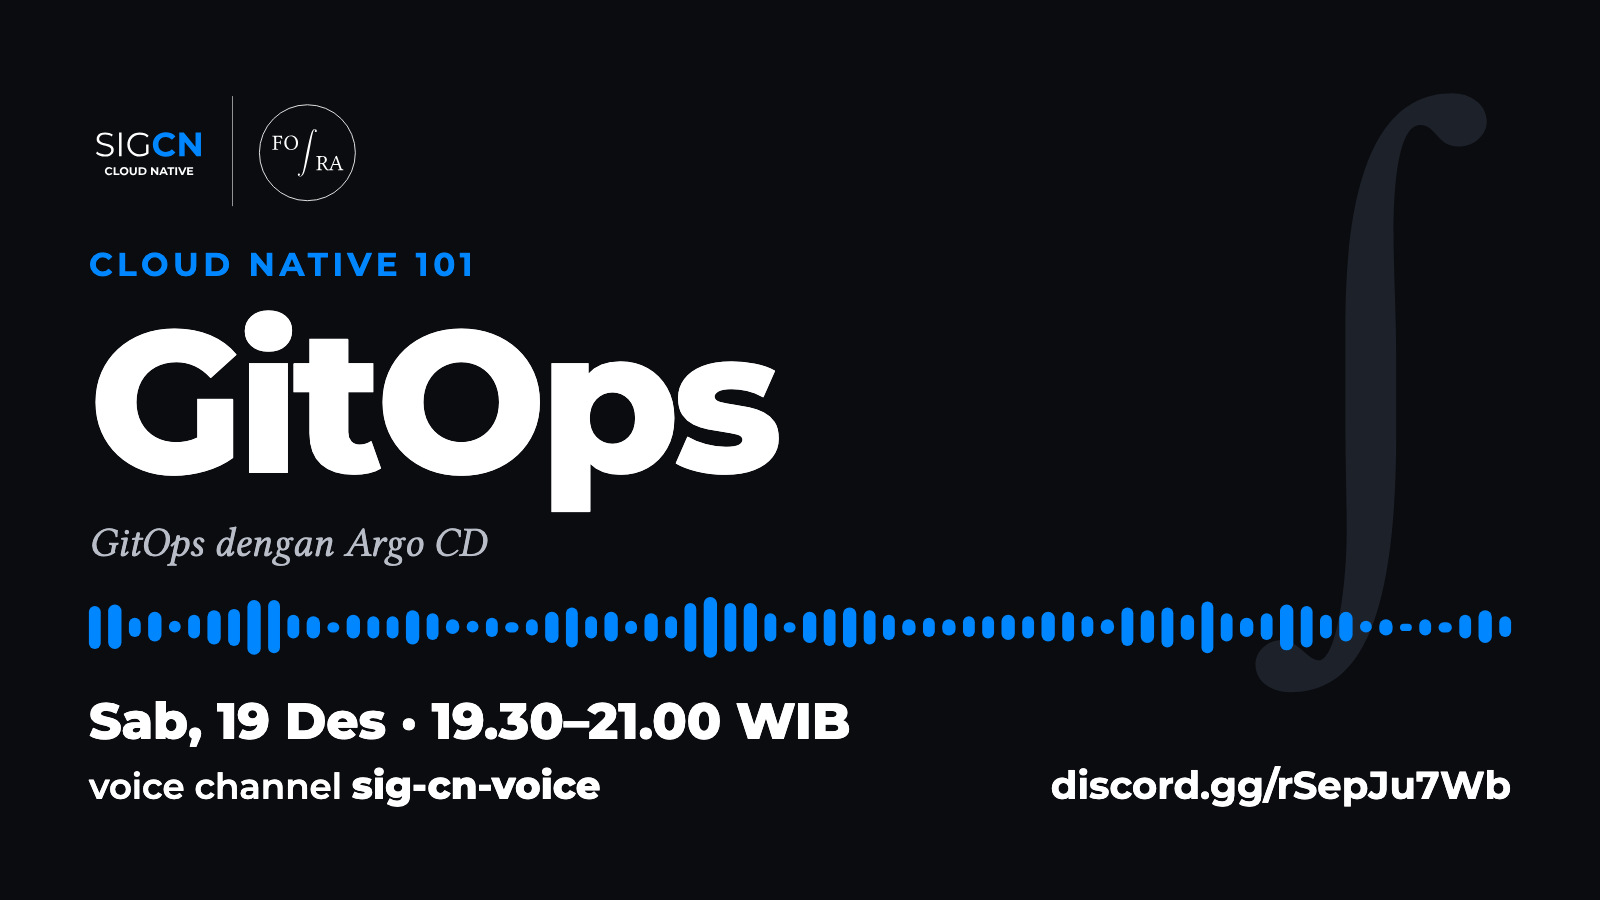 SIGCN
CLOUD NATIVE
FO
RA
CLOUD NATIVE 101
GitOps
GitOps dengan Argo CD
Sab, 19 Des • 19.30–21.00 WIB
voice channel sig-cn-voice
discord.gg/rSepJu7Wb